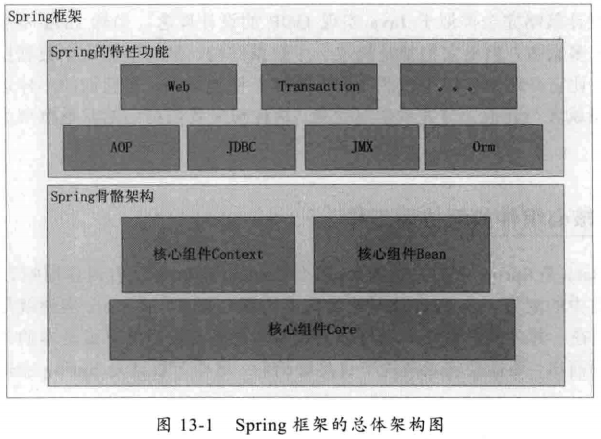 Spring框架
Spring的特性功能
Web
Transaction
。。。
AOP
JDBC
JMX
Orm
Spring骨骼架构
核心组件Context
核心组件Bean
核心组件Core
图 13-1 Spring 框架的总体架构图